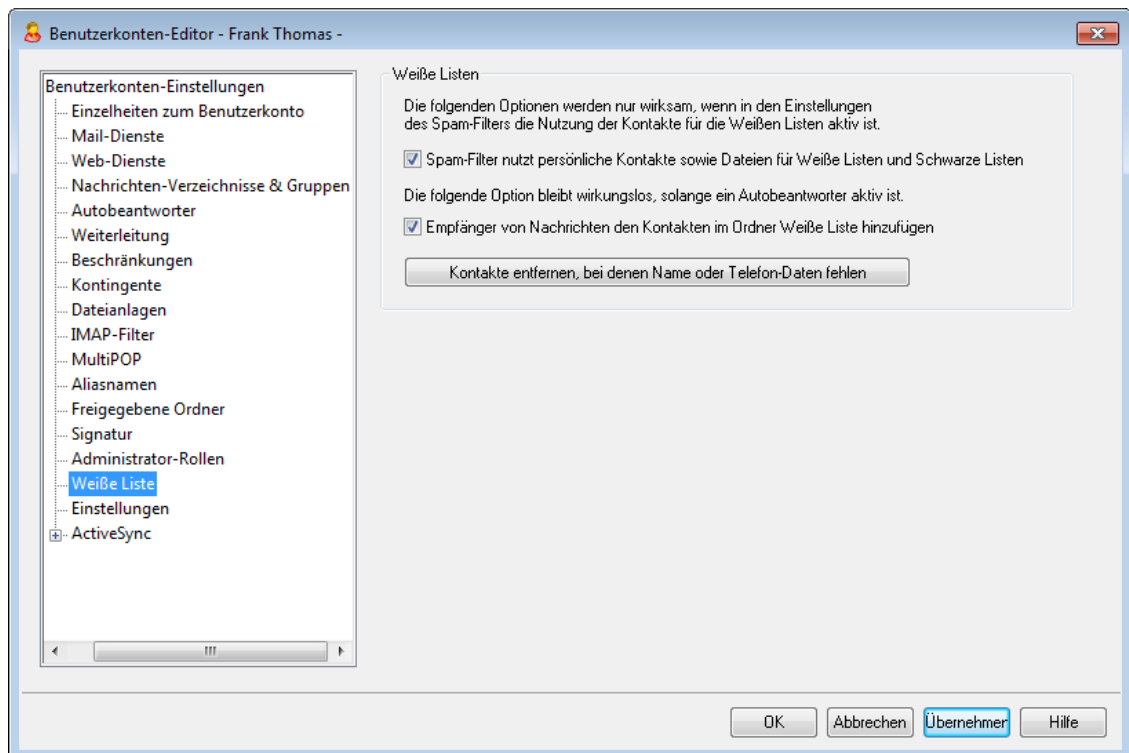 Benutzerkonten-Editor - Frank Thomas -
Benutzerkonten-Einstellungen
Einzelheiten zum Benutzerkonto
Mail-Dienste
Web-Dienste
Nachrichten-Verzeichnisse & Gruppen
Autobeantworter
Weiterleitung
Beschränkungen
Kontingente
Dateianlagen
IMAP-Filter
MultiPOP
Aliasnamen
Freigegebene Ordner
Signatur
Administrator-Rollen
Weiße Liste
Einstellungen
ActiveSync
Weiße Listen
Die folgenden Optionen werden nur wirksam, wenn in den Einstellungen
des Spam-Filters die Nutzung der Kontakte für die Weißen Listen aktiv ist.
Spam-Filter nutzt persönliche Kontakte sowie Dateien für Weiße Listen und Schwarze Listen
Die folgende Option bleibt wirkungslos, solange ein Autobeantworter aktiv ist.
Empfänger von Nachrichten den Kontakten im Ordner Weiße Liste hinzufügen
Kontakte entfernen, bei denen Name oder Telefon-Daten fehlen
OK
Abbrechen
Übernehmen
Hilfe